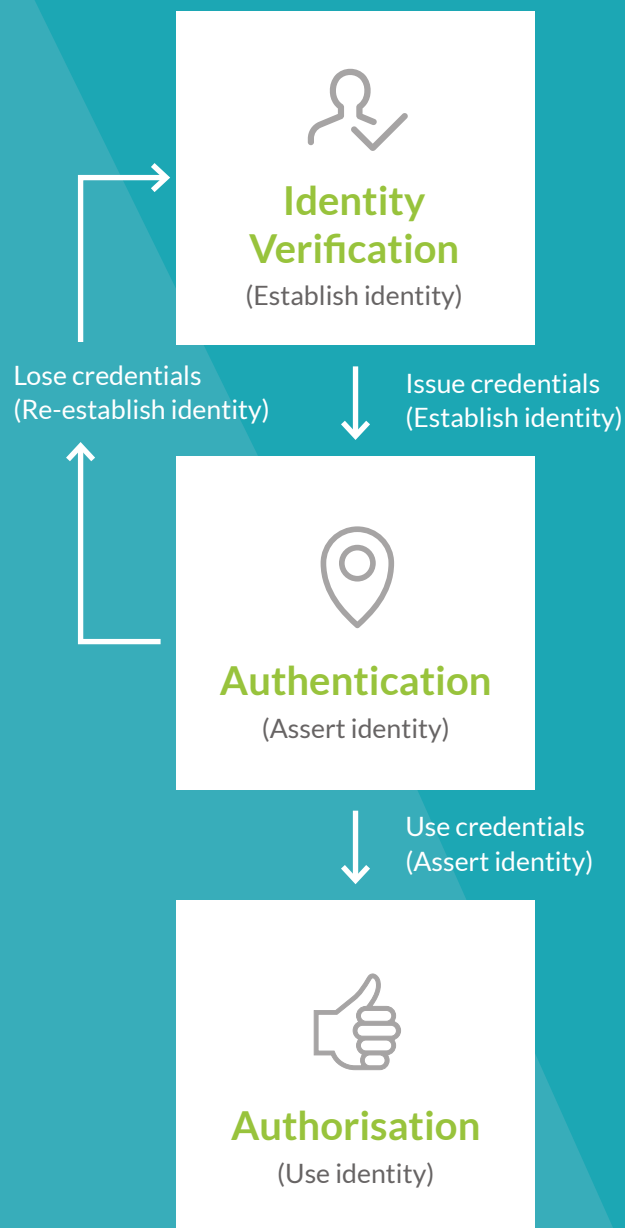 Identity
Verification
(Establish identity)
Lose credentials
(Re-establish identity)
Issue credentials
(Establish identity)
Authentication
(Assert identity)
Use credentials
(Assert identity)
Authorisation
(Use identity)